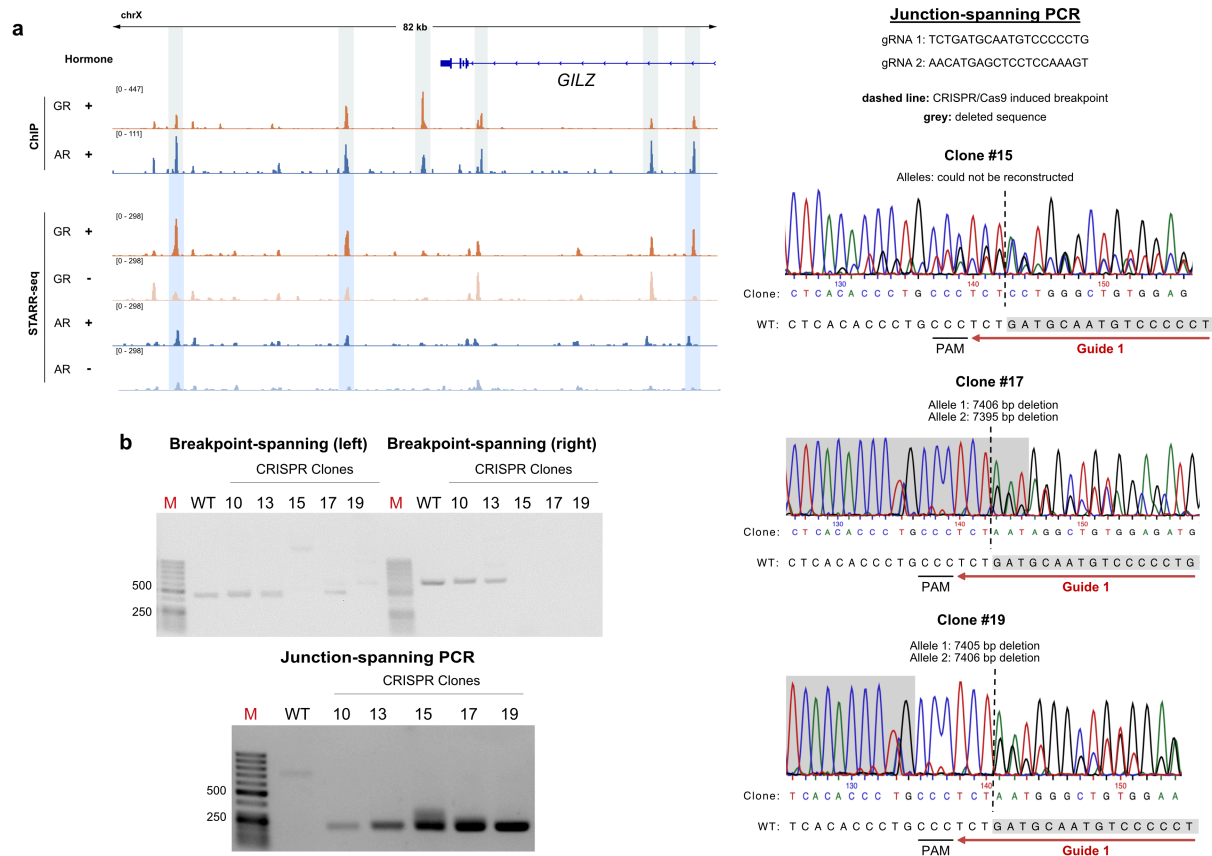 a
chrX
82 kb
Hormone
GILZ
[0 - 447]
ChIP
GR +
[0 - 111]
AR +
STARR-seq
[0 - 298]
GR +
[0 - 298]
GR -
[0 - 298]
AR +
[0 - 298]
AR -
b
Breakpoint-spanning (left) Breakpoint-spanning (right)
CRISPR Clones CRISPR Clones
M WT 10 13 15 17 19 M WT 10 13 15 17 19
500
250
Junction-spanning PCR
CRISPR Clones
M WT 10 13 15 17 19
500
250
Junction-spanning PCR
gRNA 1: TCTGATGCAATGTCCCCCTG
gRNA 2: AACATGAGCTCCTCCAAAGT
dashed line: CRISPR/Cas9 induced breakpoint
grey: deleted sequence
Clone #15
Alleles: could not be reconstructed
130 140 150
Clone: C T C A C A C C C T G C C C T C T C C T G G G C T G T G G A G
WT: C T C A C A C C C T G C C C T C T G A T G C A A T G T C C C C C T
PAM Guide 1
Clone #17
Allele 1: 7406 bp deletion
Allele 2: 7395 bp deletion
130 140 150
Clone: C T C A C A C C C T G C C C T C T A A T A G G C T G T G G A G A T G
WT: C T C A C A C C C T G C C C T C T G A T G C A A T G T C C C C C T G
PAM Guide 1
Clone #19
Allele 1: 7405 bp deletion
Allele 2: 7406 bp deletion
130 140 150
Clone: T C A C A C C C T G C C C T C T A A T G G G C T G T G G A A
WT: T C A C A C C C T G C C C T C T G A T G C A A T G T C C C C C T
PAM Guide 1